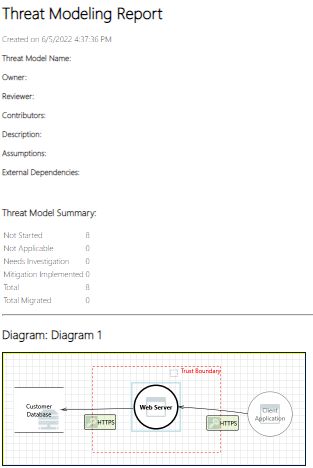 Threat Modeling Report
Created on 6/5/2022 4:37:36 PM
Threat Model Name:
Owner:
Reviewer:
Contributors:
Description:
Assumptions:
External Dependencies:
Threat Model Summary:
Not Started 8
Not Applicable 0
Needs Investigation 0
Mitigation Implemented 0
Total 8
Total Migrated 0
Diagram: Diagram 1
Trust Boundary
Customer
Database
HTTPS
Web Server
HTTPS
Client
Application